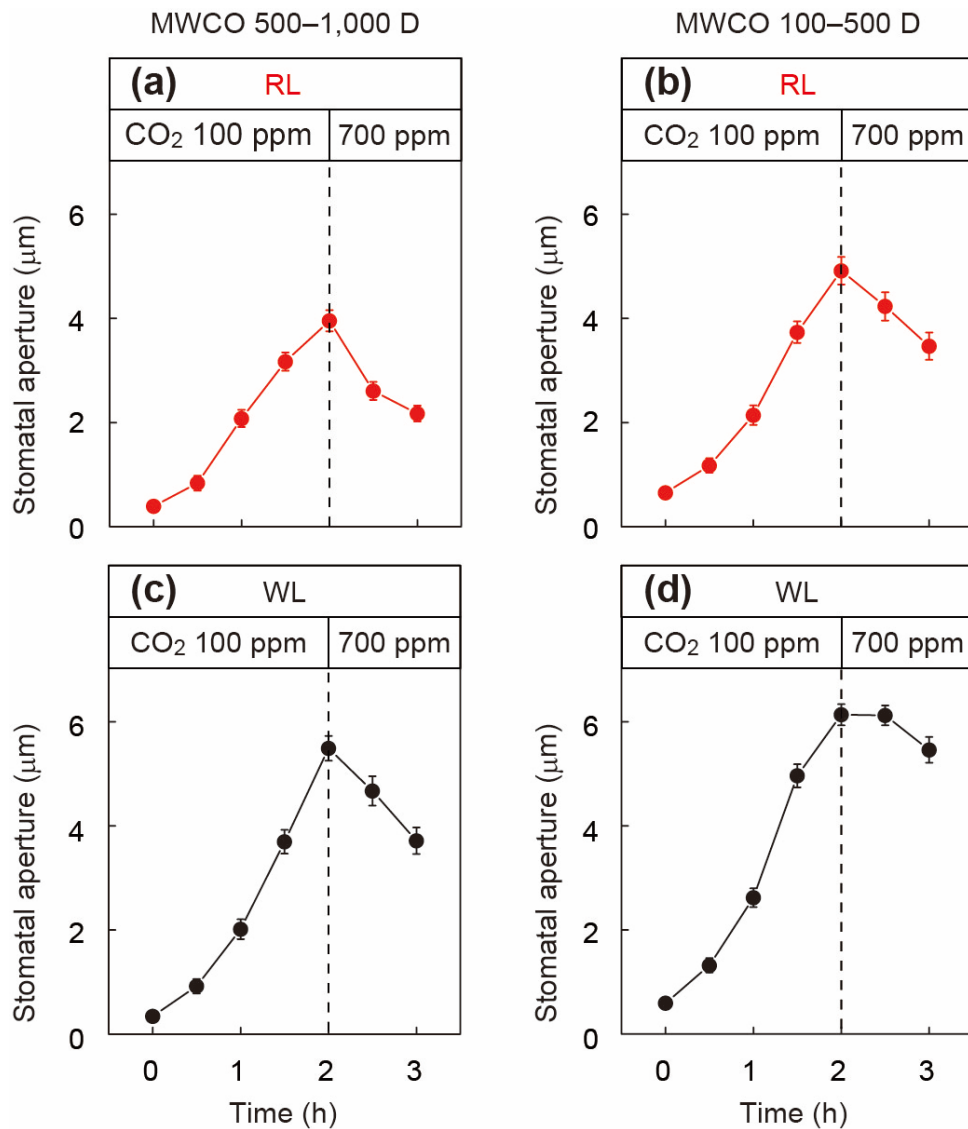 MWCO 500–1,000 D
MWCO 100–500 D
(a) RL
CO₂ 100 ppm 700 ppm
6
4
2
0
Stomatal aperture (μm)
(b) RL
CO₂ 100 ppm 700 ppm
6
4
2
0
Stomatal aperture (μm)
(c) WL
CO₂ 100 ppm 700 ppm
6
4
2
0
Stomatal aperture (μm)
0 1 2 3
Time (h)
(d) WL
CO₂ 100 ppm 700 ppm
6
4
2
0
Stomatal aperture (μm)
0 1 2 3
Time (h)